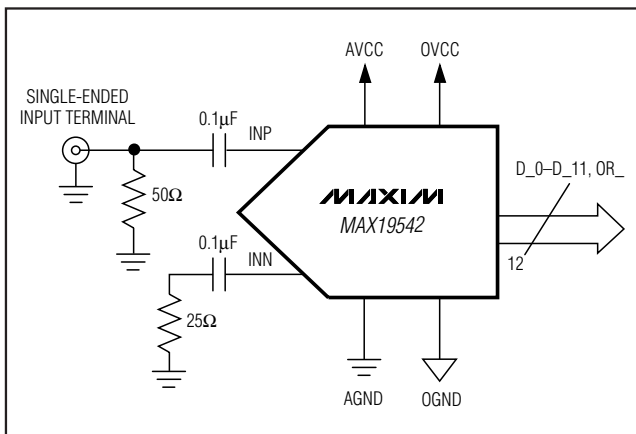 AVCC
OVCC
SINGLE-ENDED
INPUT TERMINAL
0.1µF
INP
D_0–D_11, OR_
50Ω
MAXIM
MAX19542
0.1µF
INN
12
25Ω
AGND
OGND